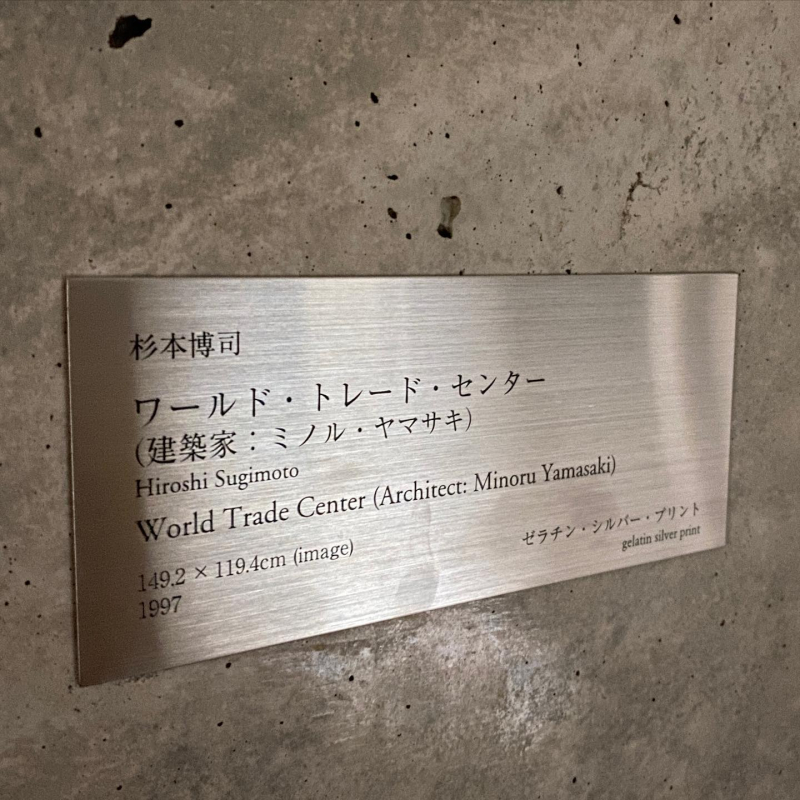 杉本博司
ワールド・トレード・センター
(建築家：ミノル・ヤマサキ)
Hiroshi Sugimoto
World Trade Center (Architect: Minoru Yamasaki)
149.2 × 119.4cm (image)
1997
ゼラチン・シルバー・プリント
gelatin silver print